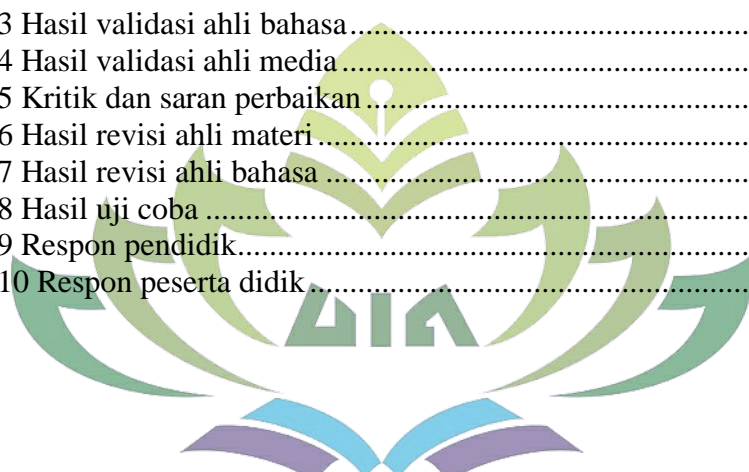 3 Hasil validasi ahli bahasa................................................
4 Hasil validasi ahli media.................................................
5 Kritik dan saran perbaikan..............................................
6 Hasil revisi ahli materi.....................................................
7 Hasil revisi ahli bahasa....................................................
8 Hasil uji coba....................................................................
9 Respon pendidik...............................................................
10 Respon peserta didik......................................................
UIN